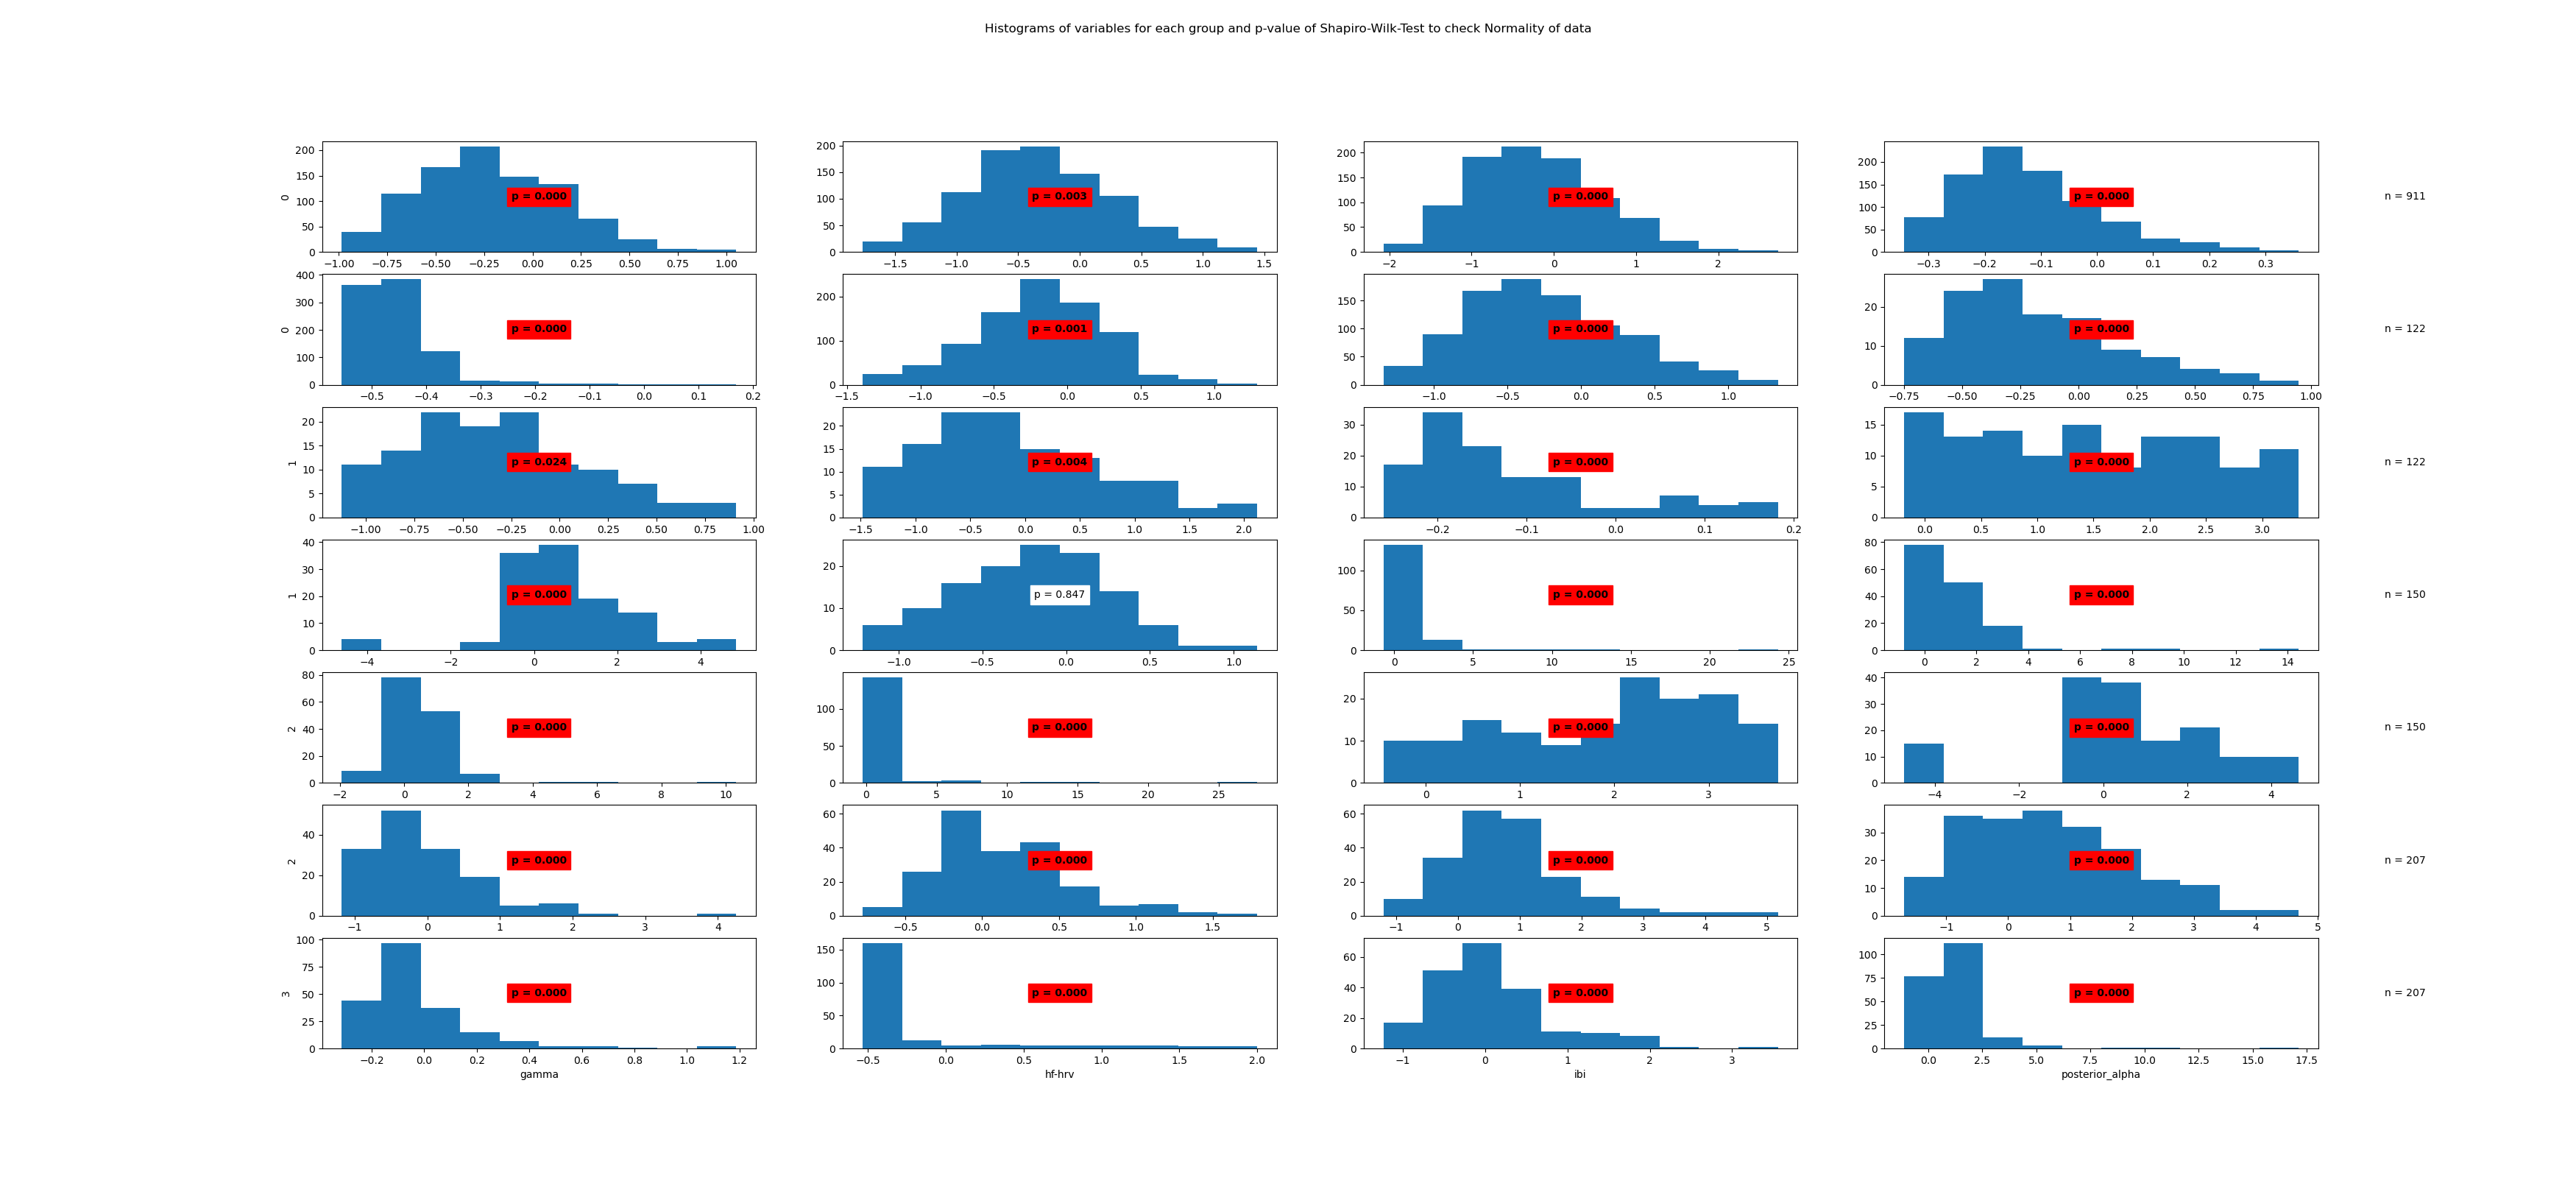 Histograms of variables for each group and p-value of Shapiro-Wilk-Test to check Normality of data
0
200
150
100
50
0
p = 0.000
−1.00 −0.75 −0.50 −0.25 0.00 0.25 0.50 0.75 1.00
200
150
100
50
0
p = 0.003
−1.5 −1.0 −0.5 0.0 0.5 1.0 1.5
200
150
100
50
0
p = 0.000
−2 −1 0 1 2
200
150
100
50
0
p = 0.000
−0.3 −0.2 −0.1 0.0 0.1 0.2 0.3
n = 911
0
400
300
200
100
0
p = 0.000
−0.5 −0.4 −0.3 −0.2 −0.1 0.0 0.1 0.2
200
100
0
p = 0.001
−1.5 −1.0 −0.5 0.0 0.5 1.0
150
100
50
0
p = 0.000
−1.0 −0.5 0.0 0.5 1.0
20
10
0
p = 0.000
−0.75 −0.50 −0.25 0.00 0.25 0.50 0.75 1.00
n = 122
1
20
15
10
5
0
p = 0.024
−1.00 −0.75 −0.50 −0.25 0.00 0.25 0.50 0.75 1.00
20
15
10
5
0
p = 0.004
−1.5 −1.0 −0.5 0.0 0.5 1.0 1.5 2.0
30
20
10
0
p = 0.000
−0.2 −0.1 0.0 0.1 0.2
15
10
5
0
p = 0.000
0.0 0.5 1.0 1.5 2.0 2.5 3.0
n = 122
1
40
30
20
10
0
p = 0.000
−4 −2 0 2 4
20
10
0
p = 0.847
−1.0 −0.5 0.0 0.5 1.0
100
50
0
p = 0.000
0 5 10 15 20 25
80
60
40
20
0
p = 0.000
0 2 4 6 8 10 12 14
n = 150
2
80
60
40
20
0
p = 0.000
−2 0 2 4 6 8 10
100
50
0
p = 0.000
0 5 10 15 20 25
20
10
0
p = 0.000
0 1 2 3
40
30
20
10
0
p = 0.000
−4 −2 0 2 4
n = 150
2
40
20
0
p = 0.000
−1 0 1 2 3 4
60
40
20
0
p = 0.000
−0.5 0.0 0.5 1.0 1.5
60
40
20
0
p = 0.000
−1 0 1 2 3 4 5
30
20
10
0
p = 0.000
−1 0 1 2 3 4 5
n = 207
3
100
75
50
25
0
p = 0.000
−0.2 0.0 0.2 0.4 0.6 0.8 1.0 1.2
gamma
150
100
50
0
p = 0.000
−0.5 0.0 0.5 1.0 1.5 2.0
hf-hrv
60
40
20
0
p = 0.000
−1 0 1 2 3
ibi
100
75
50
25
0
p = 0.000
0.0 2.5 5.0 7.5 10.0 12.5 15.0 17.5
posterior_alpha
n = 207